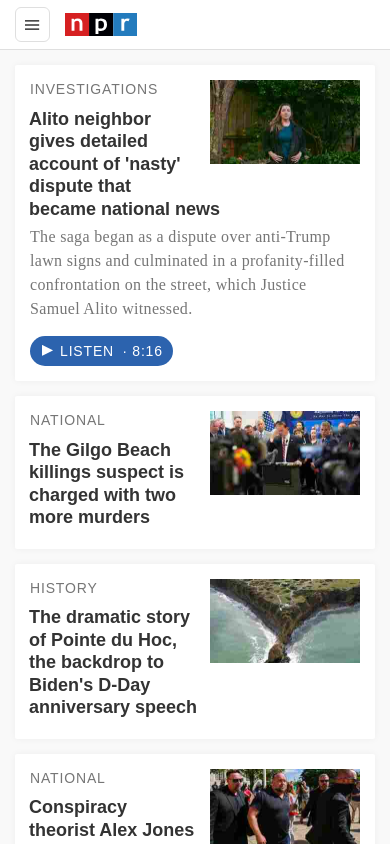 npr
INVESTIGATIONS
Alito neighbor
gives detailed
account of 'nasty'
dispute that
became national news
The saga began as a dispute over anti-Trump
lawn signs and culminated in a profanity-filled
confrontation on the street, which Justice
Samuel Alito witnessed.
LISTEN · 8:16
NATIONAL
The Gilgo Beach
killings suspect is
charged with two
more murders
HISTORY
The dramatic story
of Pointe du Hoc,
the backdrop to
Biden's D-Day
anniversary speech
NATIONAL
Conspiracy
theorist Alex Jones